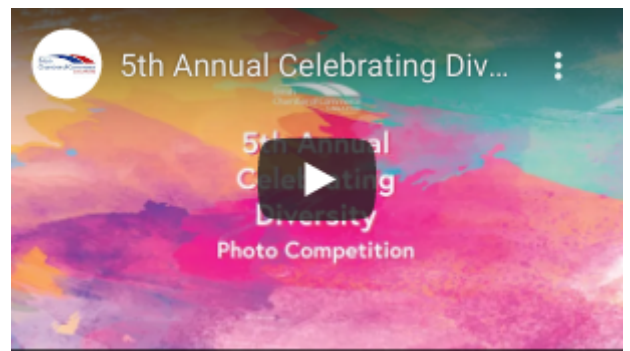 5th Annual Celebrating Div...
5th Annual
Celebrating
Diversity
Photo Competition